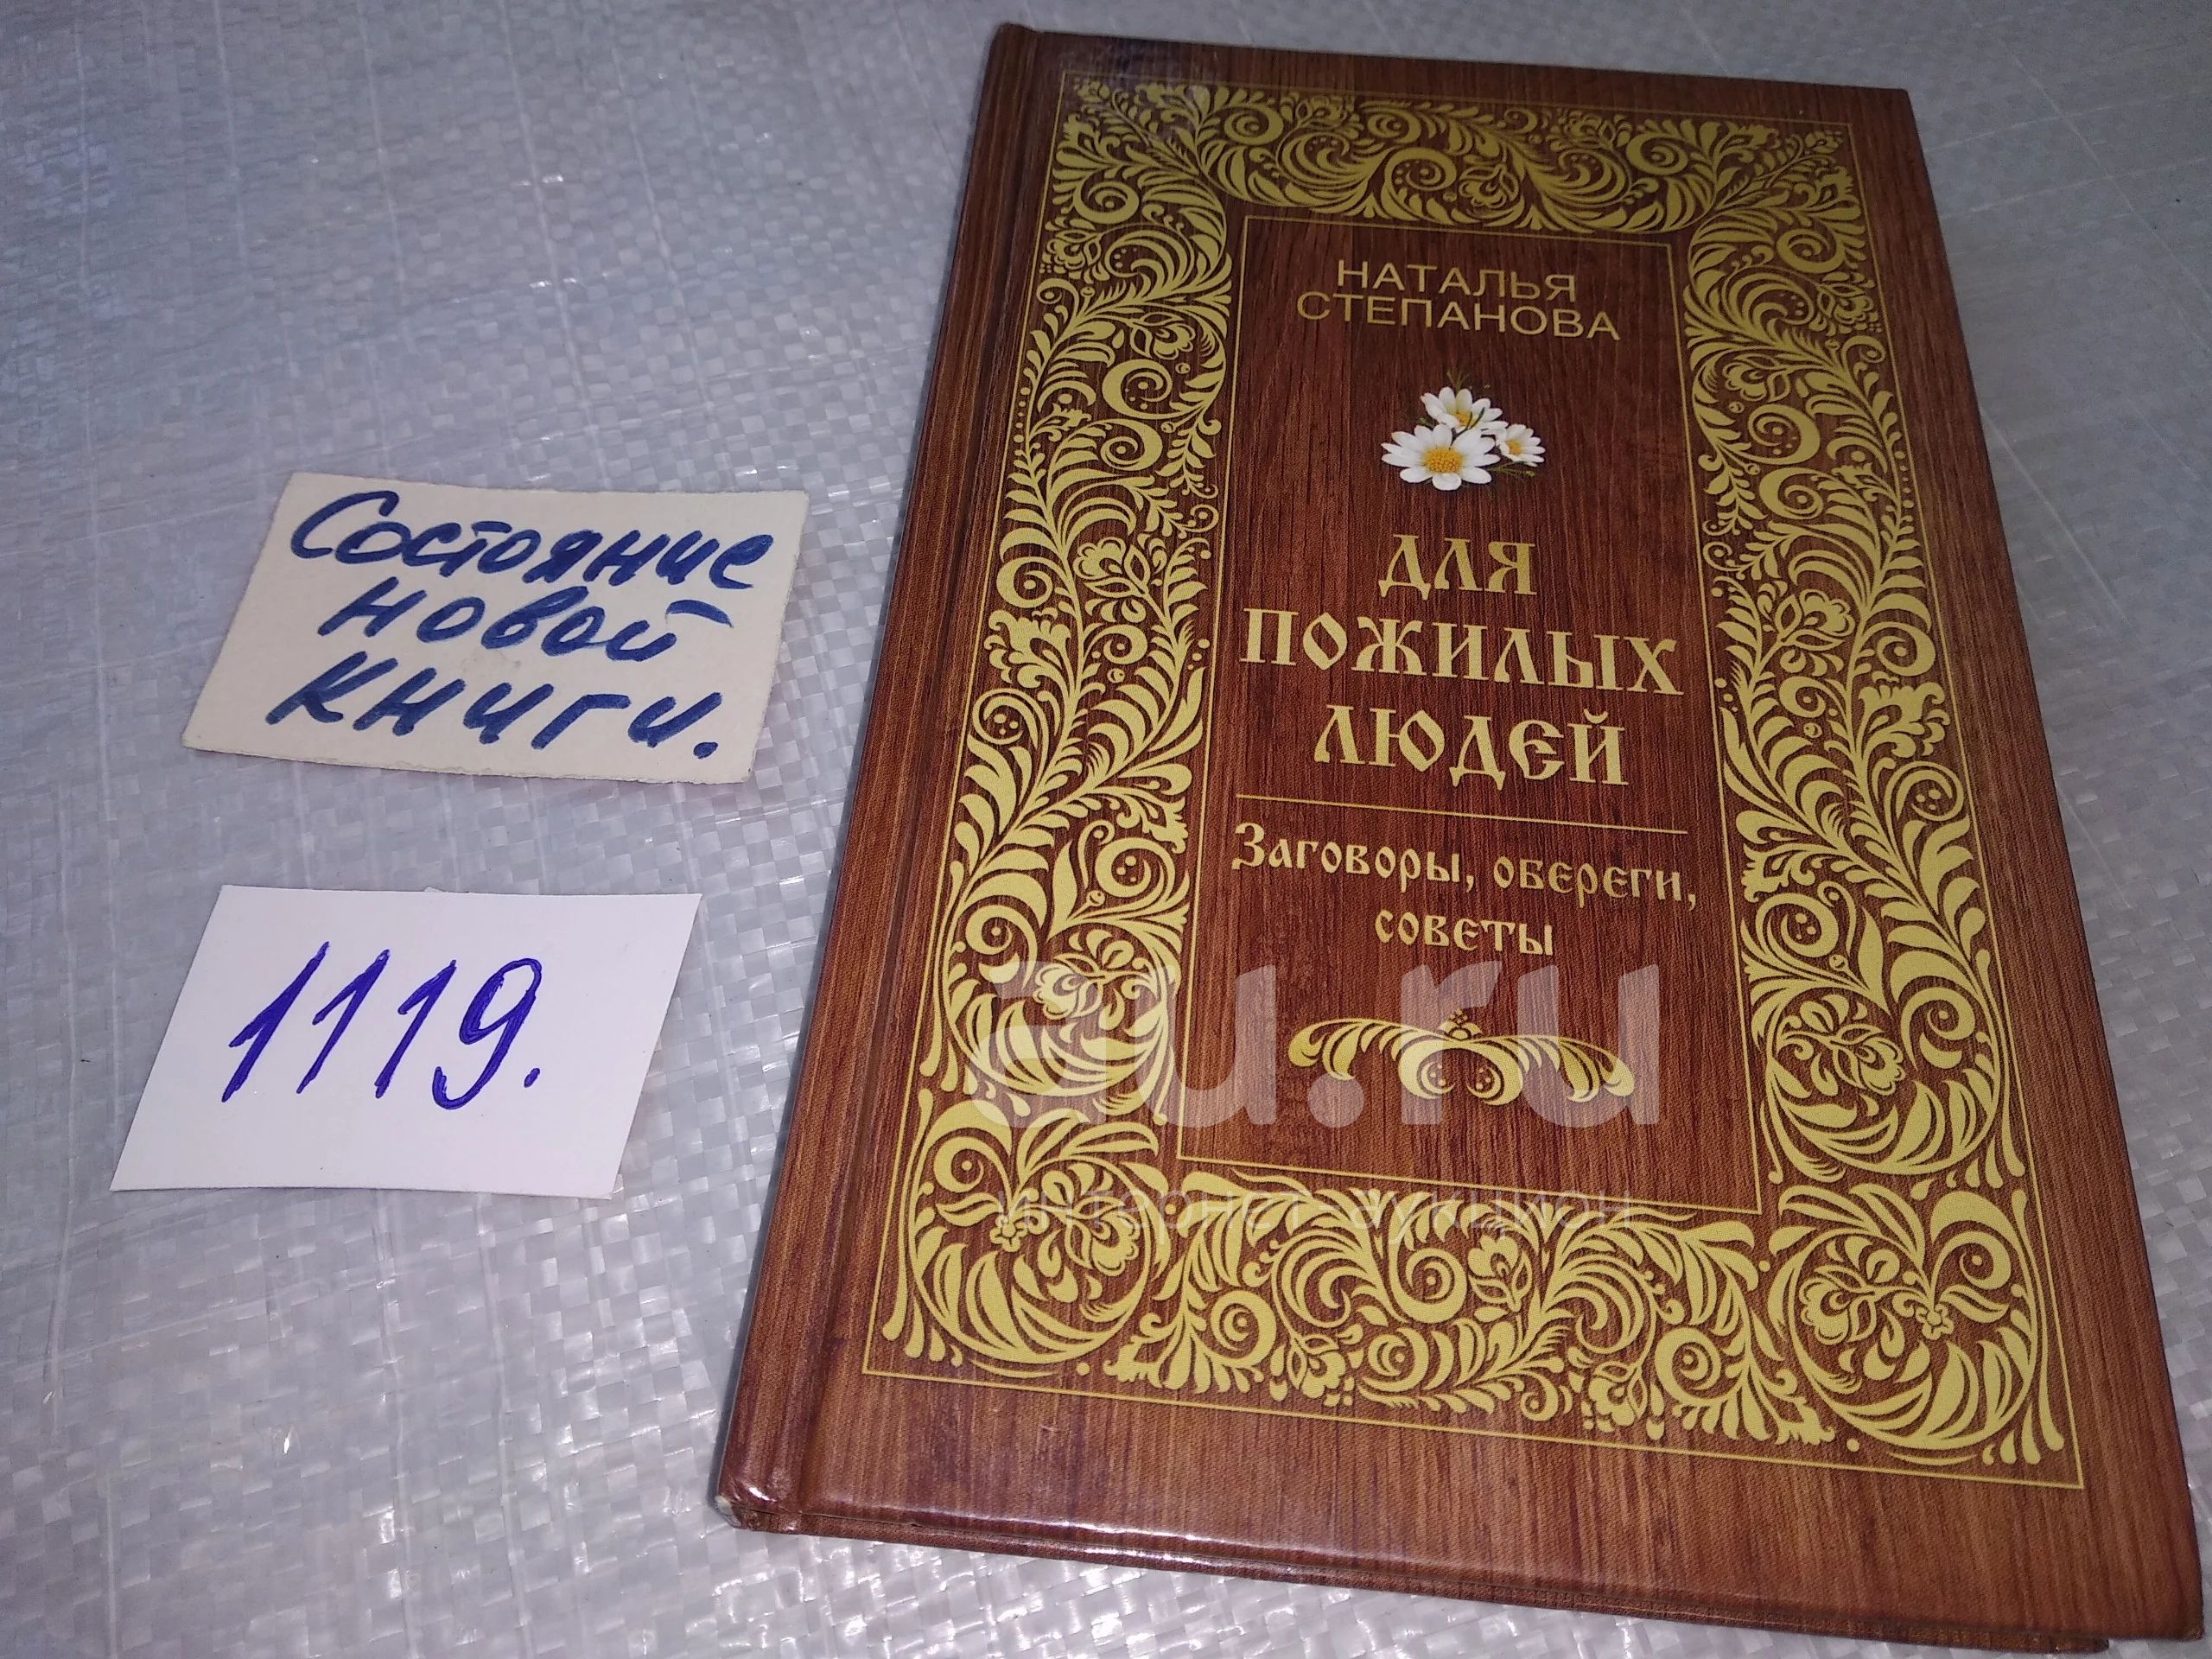 Состояние
новой
книги.
1119.
НАТАЛЬЯ
СТЕПАНОВА
ДЛЯ
ПОЖИЛЫХ
ЛЮДЕЙ
Заговоры, обереги,
советы
au.ru
интернет-аукцион